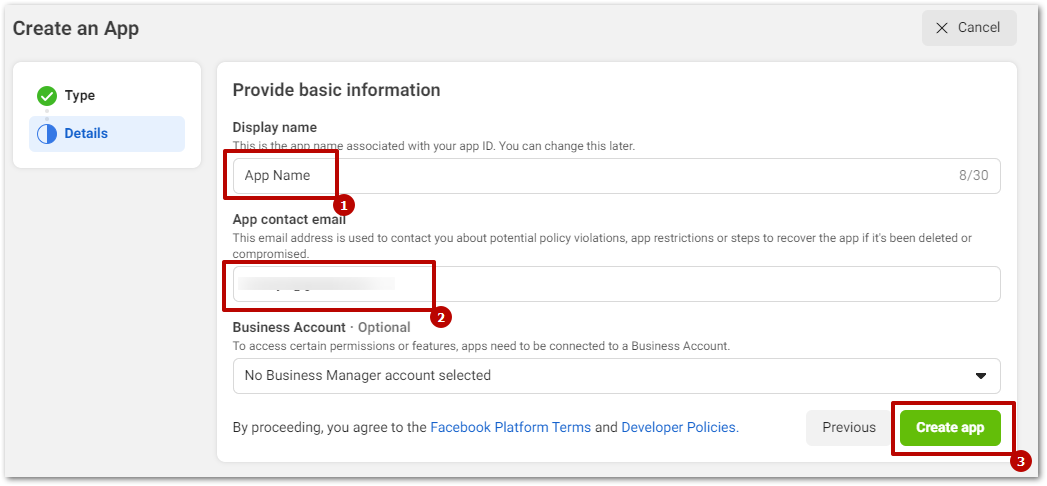 Create an App
Cancel
Type
Details
Provide basic information
Display name
This is the app name associated with your app ID. You can change this later.
App Name
8/30
1
App contact email
This email address is used to contact you about potential policy violations, app restrictions or steps to recover the app if it's been deleted or
compromised.
2
Business Account · Optional
To access certain permissions or features, apps need to be connected to a Business Account.
No Business Manager account selected
By proceeding, you agree to the Facebook Platform Terms and Developer Policies.
Previous
Create app
3